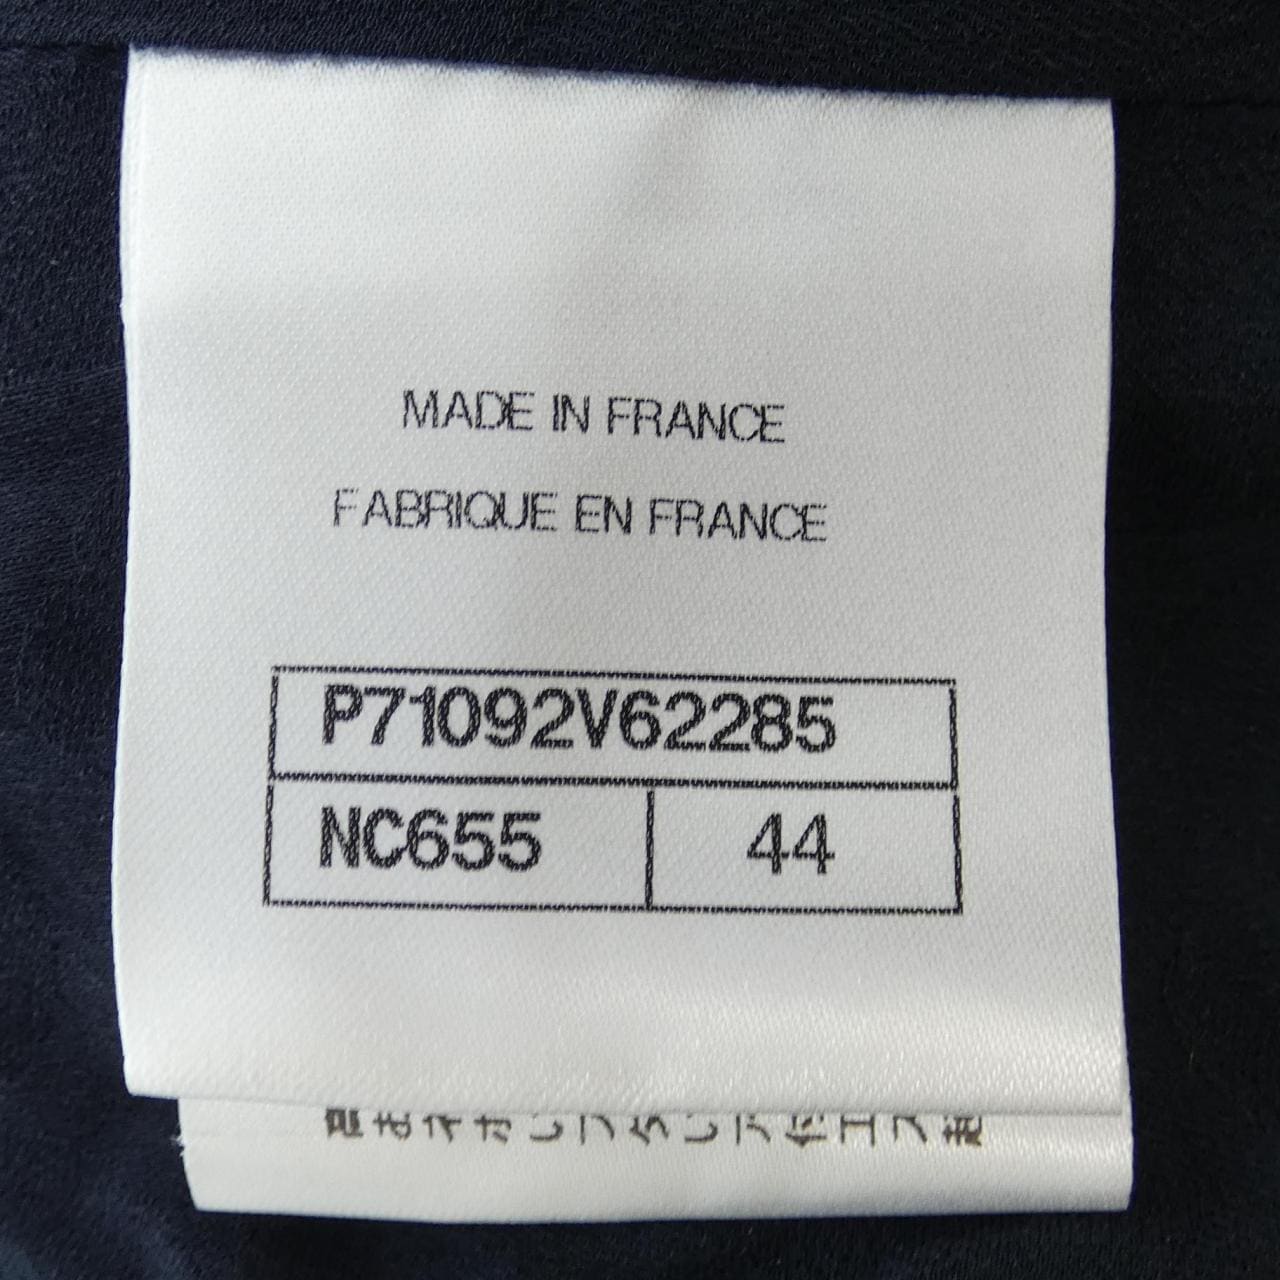 MADE IN FRANCE
FABRIQUE EN FRANCE
P71092V62285
NC655 44